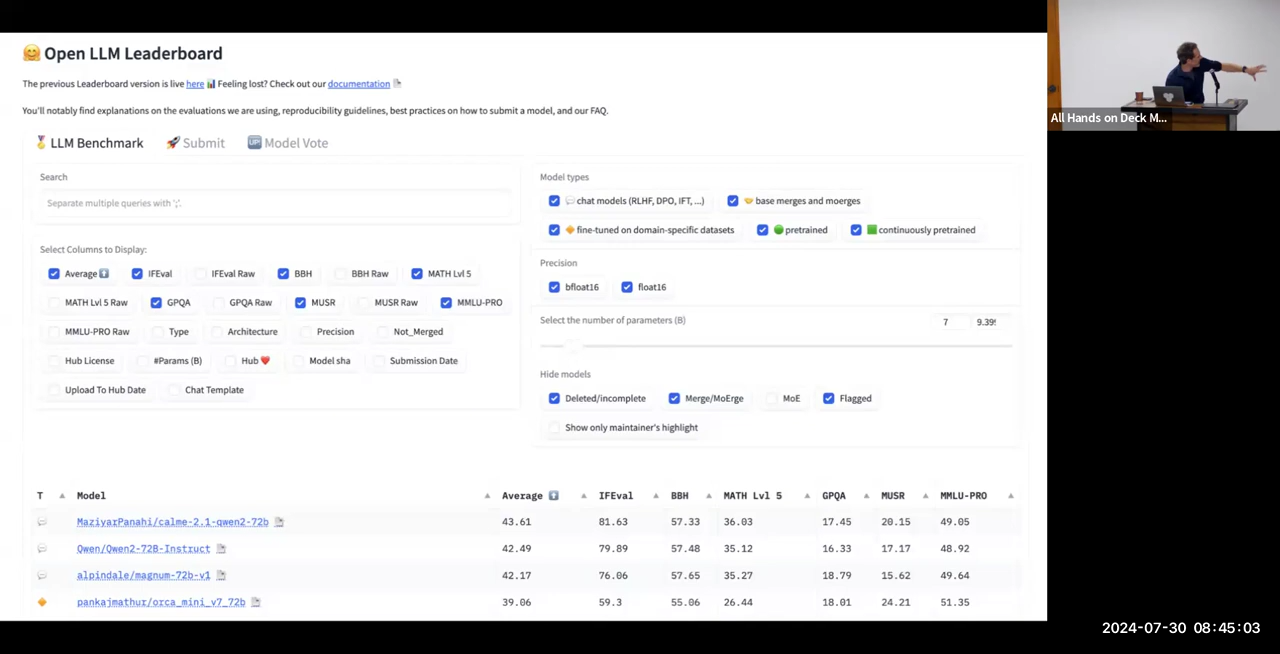 🤗 Open LLM Leaderboard
The previous Leaderboard version is live here 📊 Feeling lost? Check out our documentation 📄
You'll notably find explanations on the evaluations we are using, reproducibility guidelines, best practices on how to submit a model, and our FAQ.
🏅 LLM Benchmark 🚀 Submit 🆙 Model Vote
Search
Separate multiple queries with ';'.
Select Columns to Display:
Average ⬆️ IFEval IFEval Raw BBH BBH Raw MATH Lvl 5
MATH Lvl 5 Raw GPQA GPQA Raw MUSR MUSR Raw MMLU-PRO
MMLU-PRO Raw Type Architecture Precision Not_Merged
Hub License #Params (B) Hub ❤️ Model sha Submission Date
Upload To Hub Date Chat Template
Model types
💬 chat models (RLHF, DPO, IFT, ...) 🤝 base merges and moerges
🔶 fine-tuned on domain-specific datasets 🟢 pretrained 🟩 continuously pretrained
Precision
bfloat16 float16
Select the number of parameters (B) 7 9.39!
Hide models
Deleted/incomplete Merge/MoErge MoE Flagged
Show only maintainer's highlight
T Model Average ⬆️ IFEval BBH MATH Lvl 5 GPQA MUSR MMLU-PRO
MaziyarPanahi/calme-2.1-qwen2-72b 43.61 81.63 57.33 36.03 17.45 20.15 49.05
Qwen/Qwen2-72B-Instruct 42.49 79.89 57.48 35.12 16.33 17.17 48.92
alpindale/magnum-72b-v1 42.17 76.06 57.65 35.27 18.79 15.62 49.64
pankajmathur/orca_mini_v7_72b 39.06 59.3 55.06 26.44 18.01 24.21 51.35
All Hands on Deck M...
2024-07-30 08:45:03